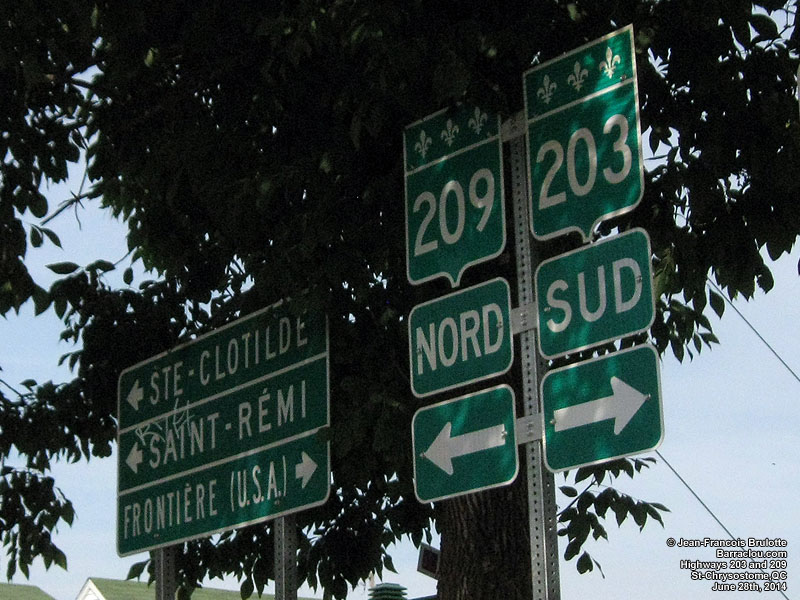 STE-CLOTILDE
SAINT-RÉMI
FRONTIÈRE (U.S.A.)
209
NORD
203
SUD
© Jean-François Brulotte
Barraclou.com
Highways 203 and 209
St-Chrysostome,QC
June 28th, 2014